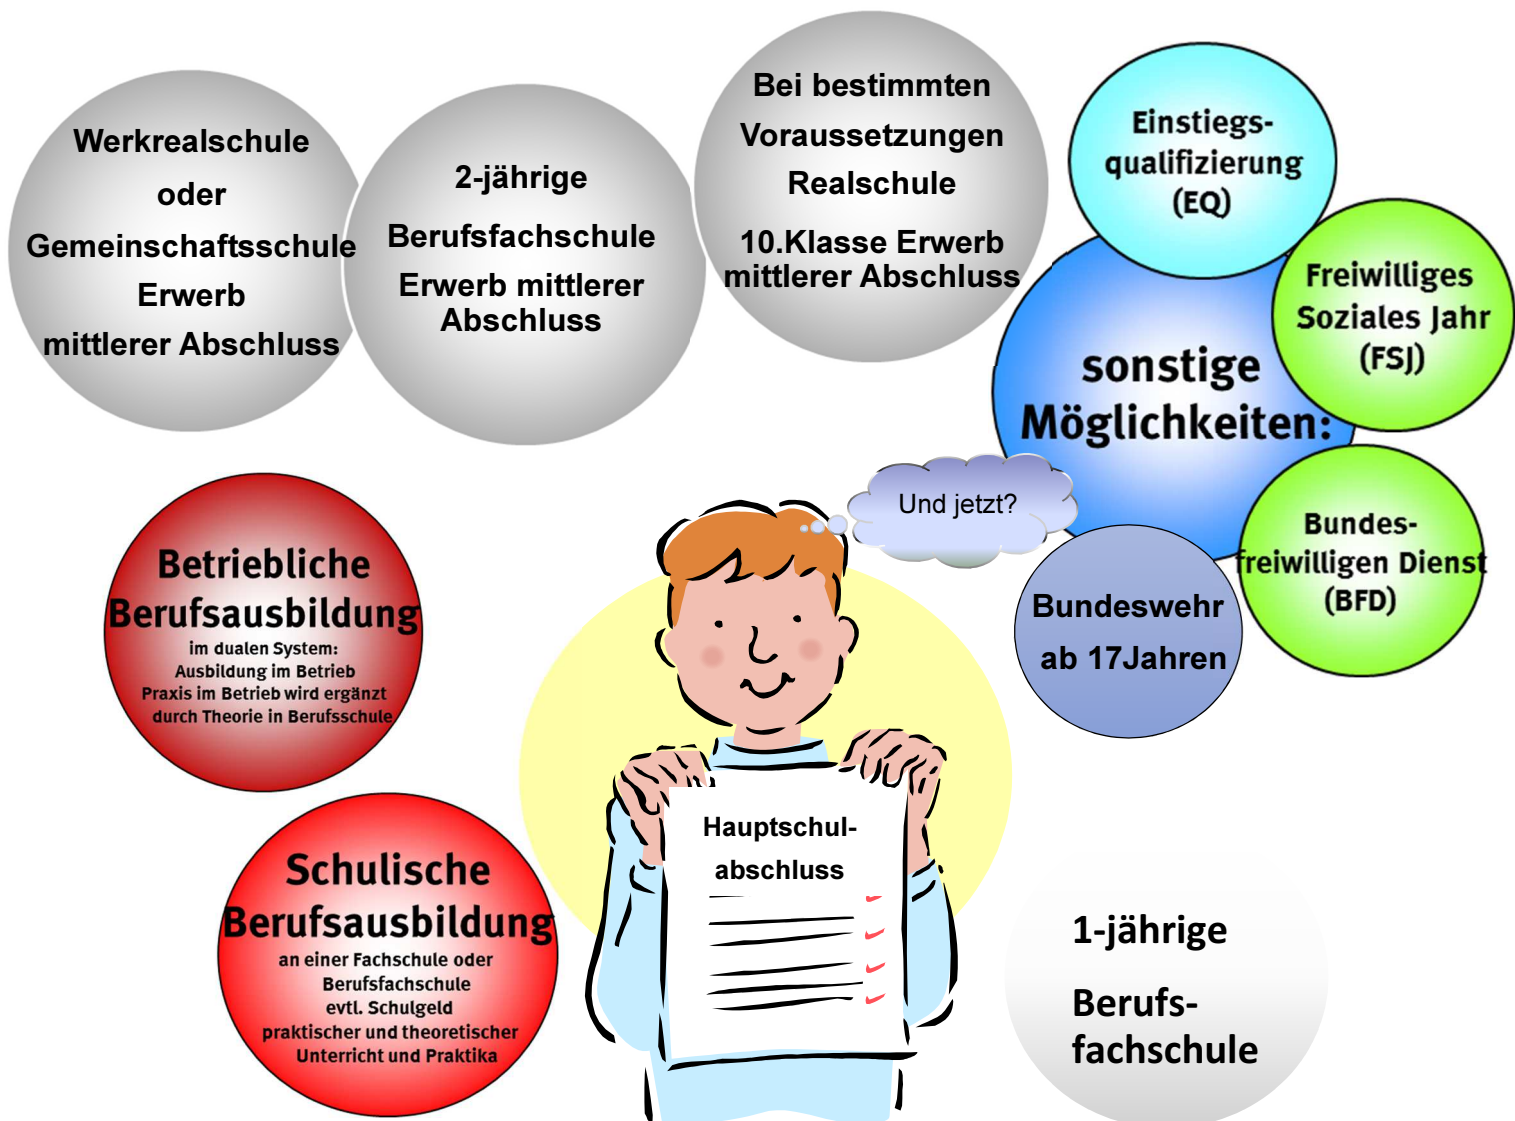 Werkrealschule
oder
Gemeinschaftsschule
Erwerb
mittlerer Abschluss
2-jährige
Berufsfachschule
Erwerb mittlerer
Abschluss
Bei bestimmten
Voraussetzungen
Realschule
10.Klasse Erwerb
mittlerer Abschluss
Einstiegs-
qualifizierung
(EQ)
Freiwilliges
Soziales Jahr
(FSJ)
sonstige
Möglichkeiten:
Bundes-
freiwilligen Dienst
(BFD)
Bundeswehr
ab 17Jahren
Und jetzt?
Betriebliche
Berufsausbildung
im dualen System:
Ausbildung im Betrieb
Praxis im Betrieb wird ergänzt
durch Theorie in Berufsschule
Schulische
Berufsausbildung
an einer Fachschule oder
Berufsfachschule
evtl. Schulgeld
praktischer und theoretischer
Unterricht und Praktika
Hauptschul-
abschluss
1-jährige
Berufs-
fachschule